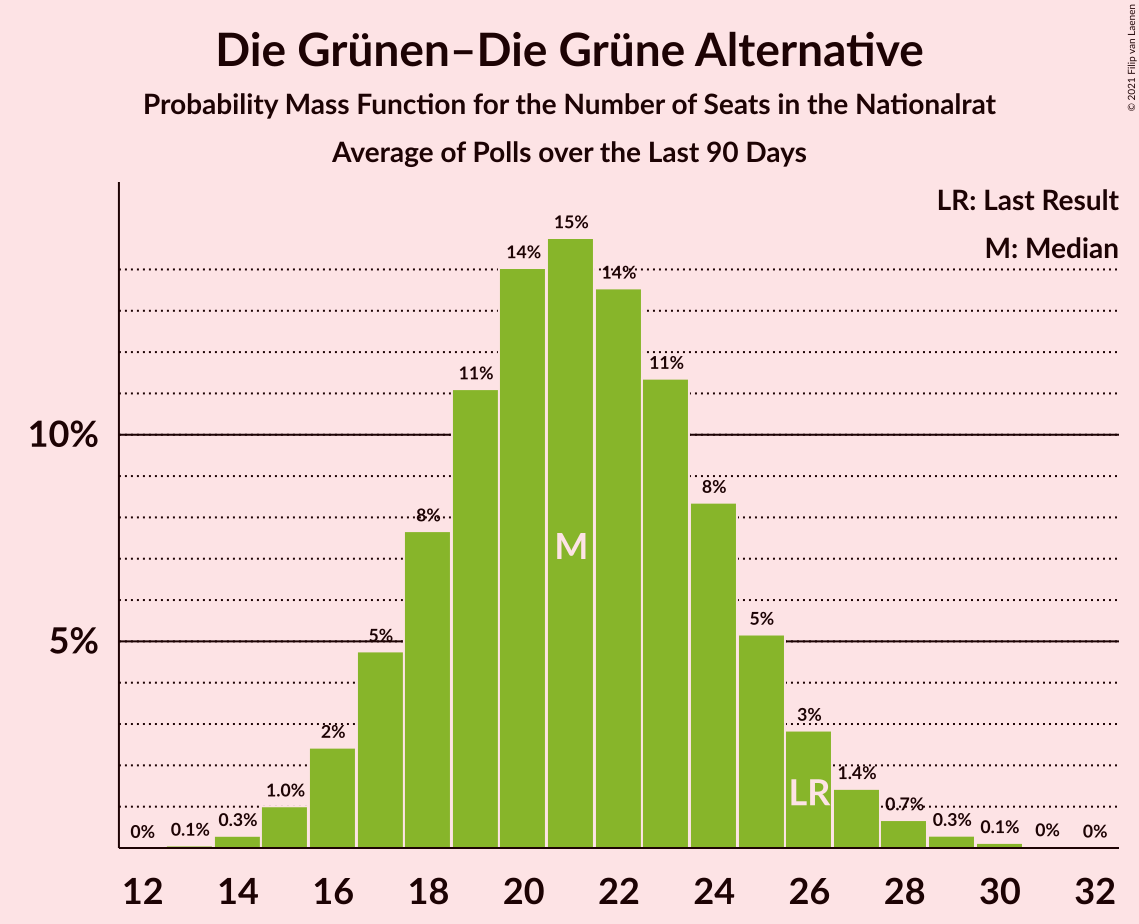 Die Grünen–Die Grüne Alternative
Probability Mass Function for the Number of Seats in the Nationalrat
Average of Polls over the Last 90 Days
© 2021 Filip van Laenen
LR: Last Result
M: Median
10%
5%
0%
0.1%
0.3%
1.0%
2%
5%
8%
11%
14%
15%
14%
11%
8%
5%
3%
1.4%
0.7%
0.3%
0.1%
0%
0%
M
LR
12 14 16 18 20 22 24 26 28 30 32